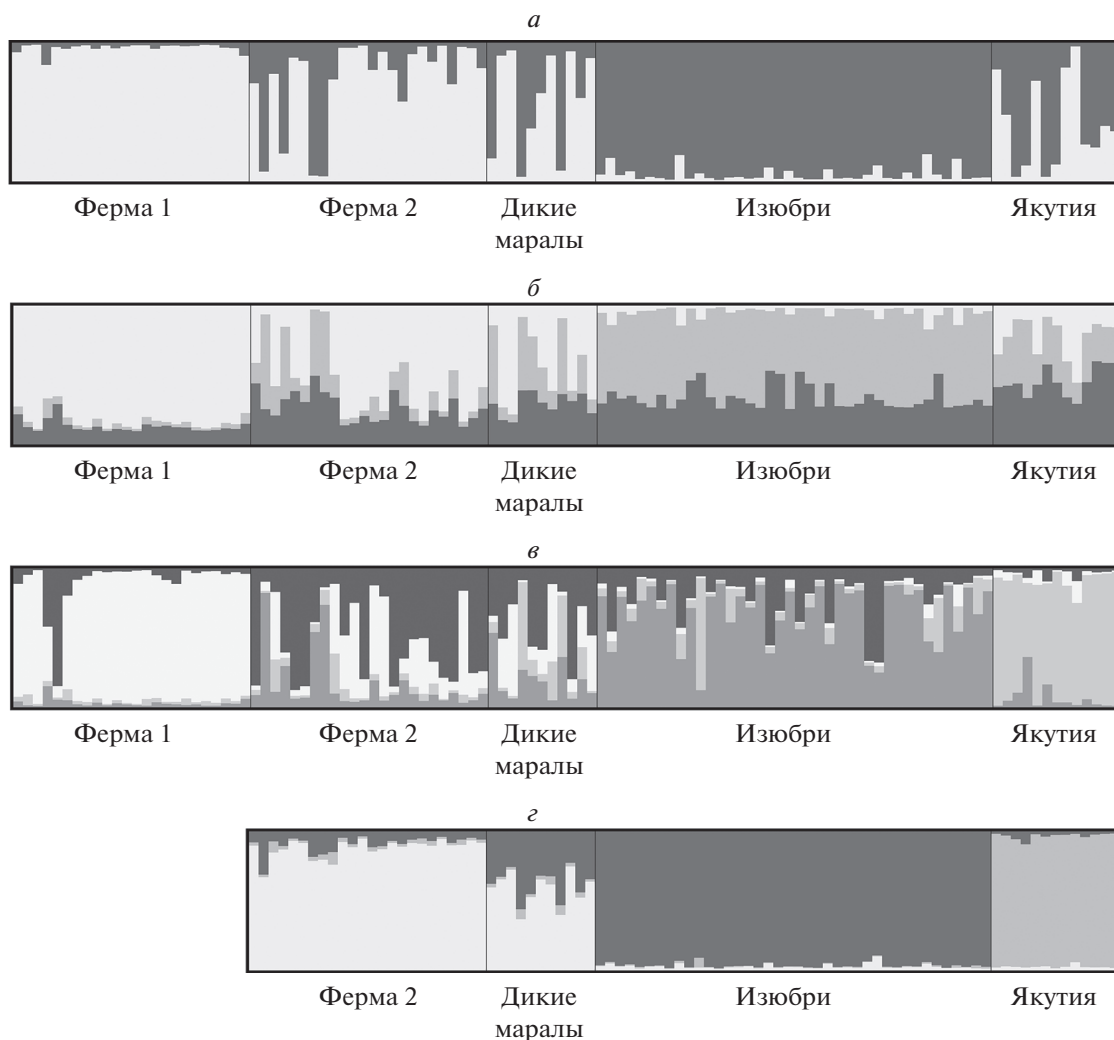 а
Ферма 1 Ферма 2 Дикие Изюбри Якутия
маралы
б
Ферма 1 Ферма 2 Дикие Изюбри Якутия
маралы
в
Ферма 1 Ферма 2 Дикие Изюбри Якутия
маралы
г
Ферма 2 Дикие Изюбри Якутия
маралы